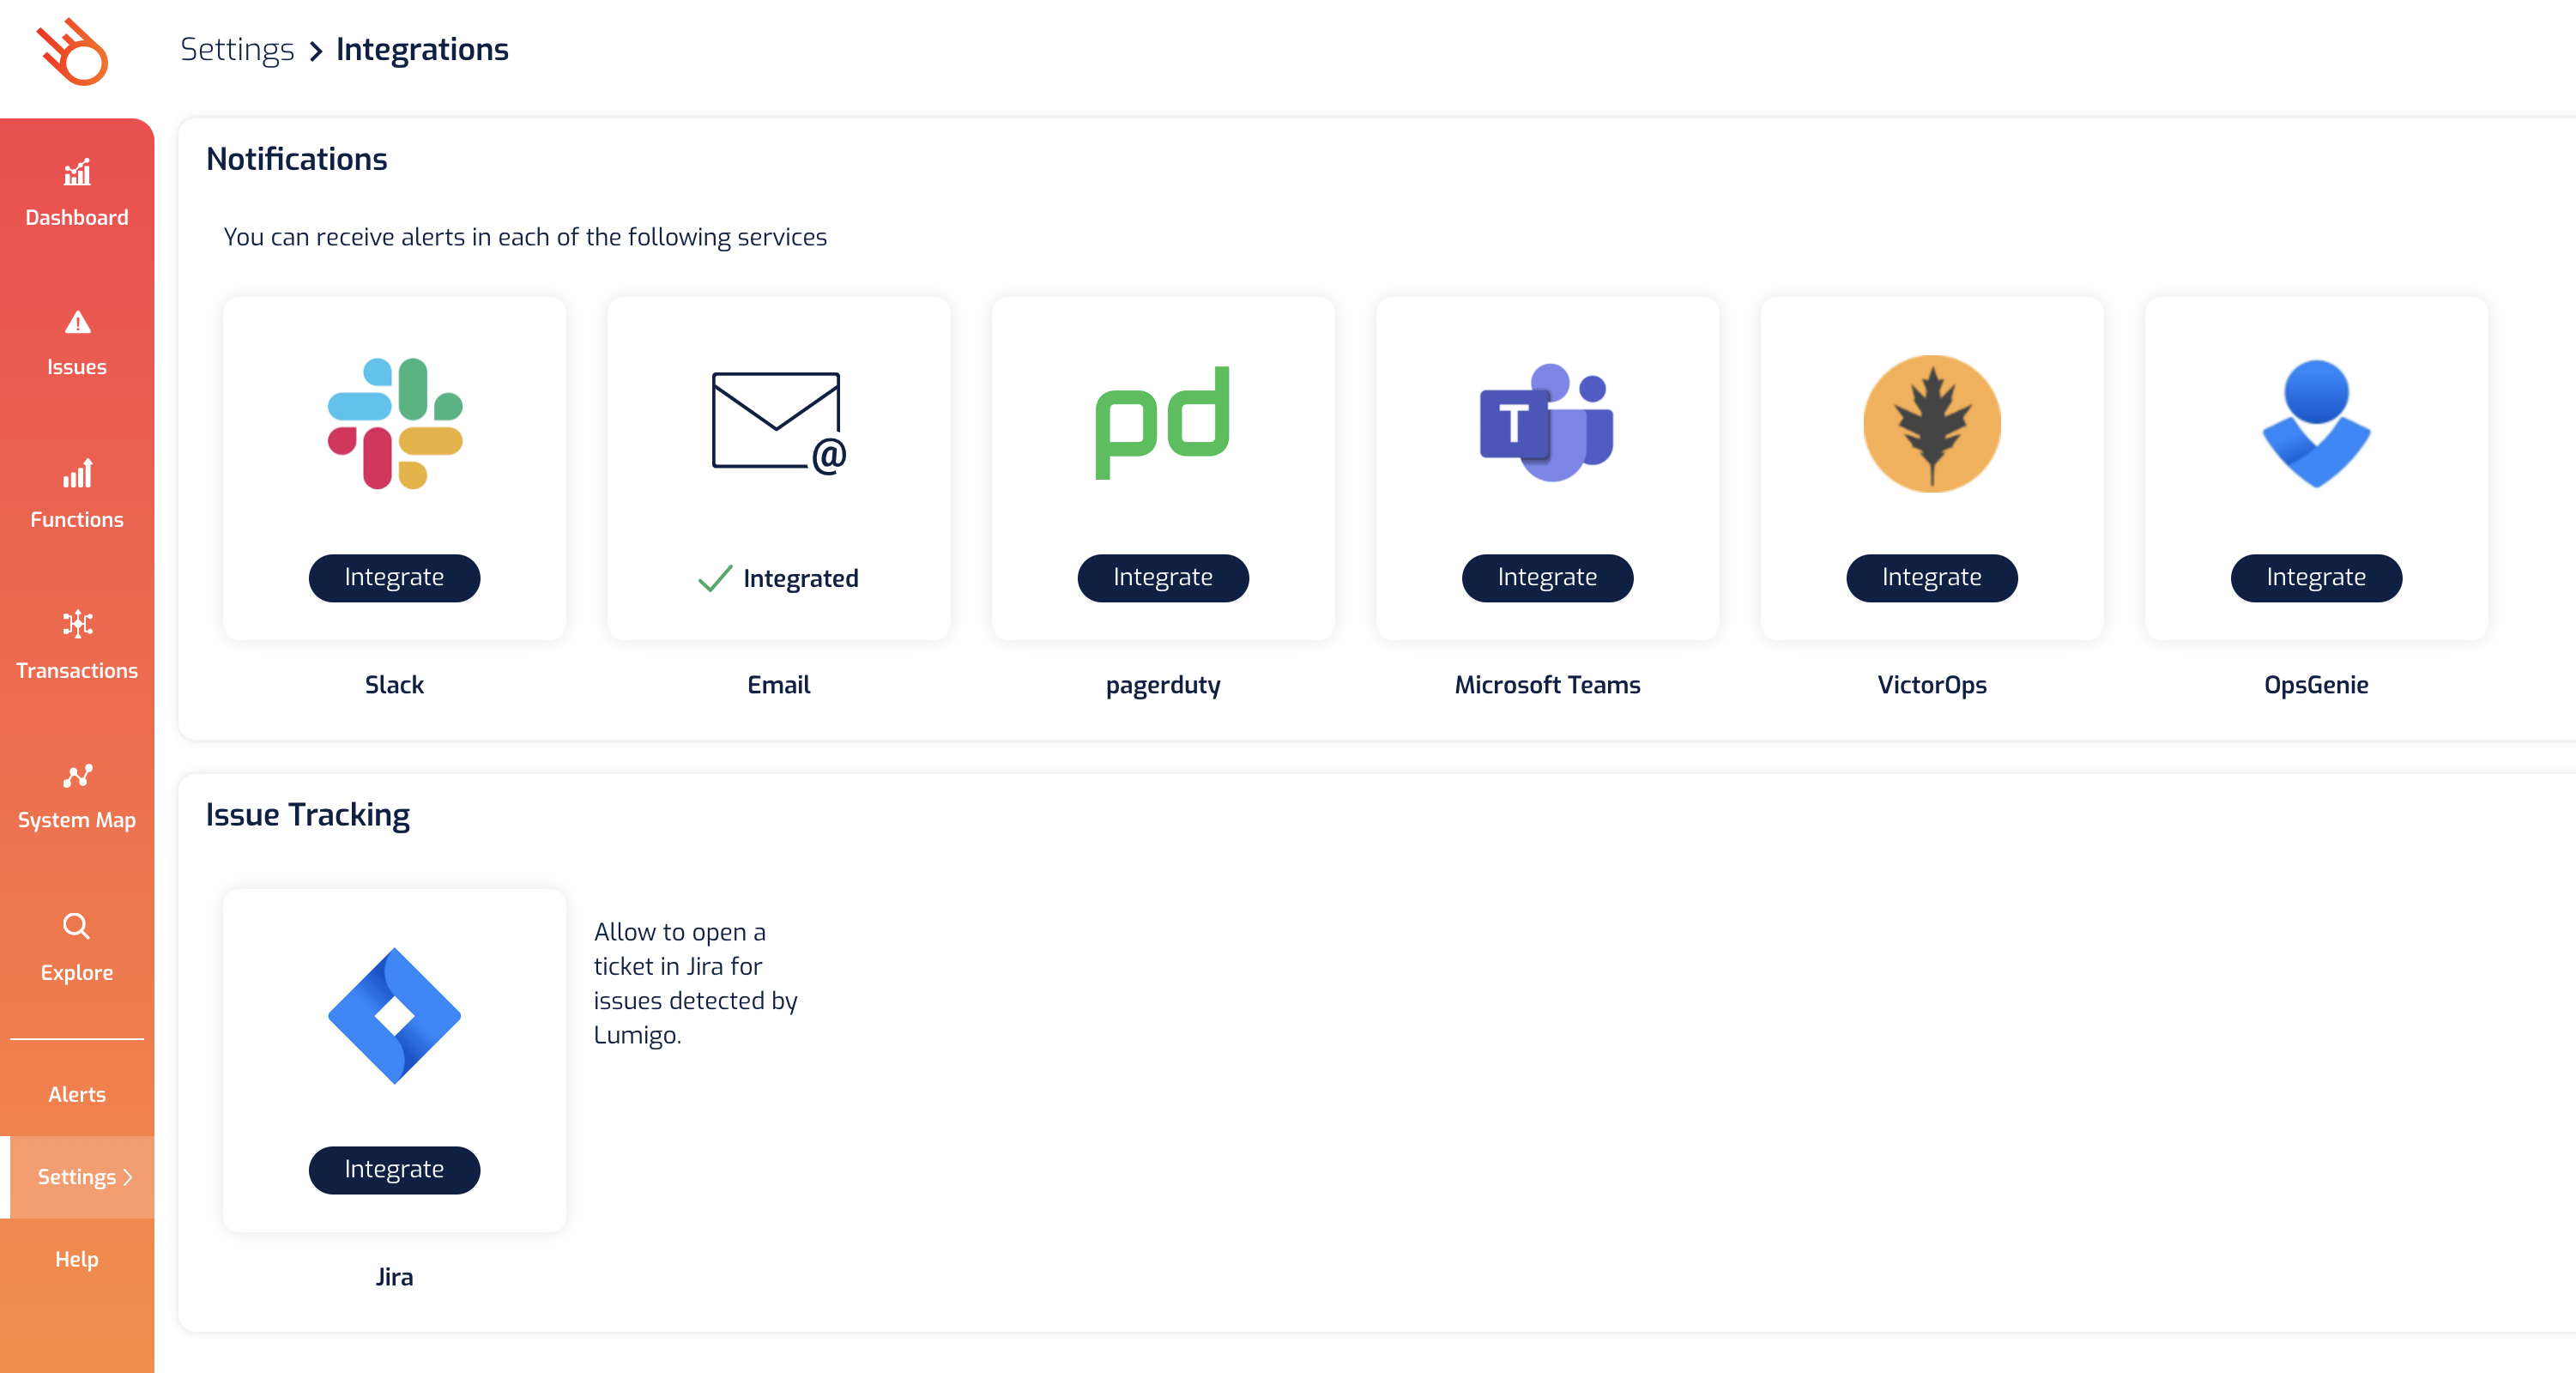 Settings > Integrations
Dashboard
Issues
Functions
Transactions
System Map
Explore
Alerts
Settings >
Help
Notifications
You can receive alerts in each of the following services
@
pd
T
Integrate
Integrated
Integrate
Integrate
Integrate
Integrate
Slack
Email
pagerduty
Microsoft Teams
VictorOps
OpsGenie
Issue Tracking
Allow to open a
ticket in Jira for
issues detected by
Lumigo.
Integrate
Jira